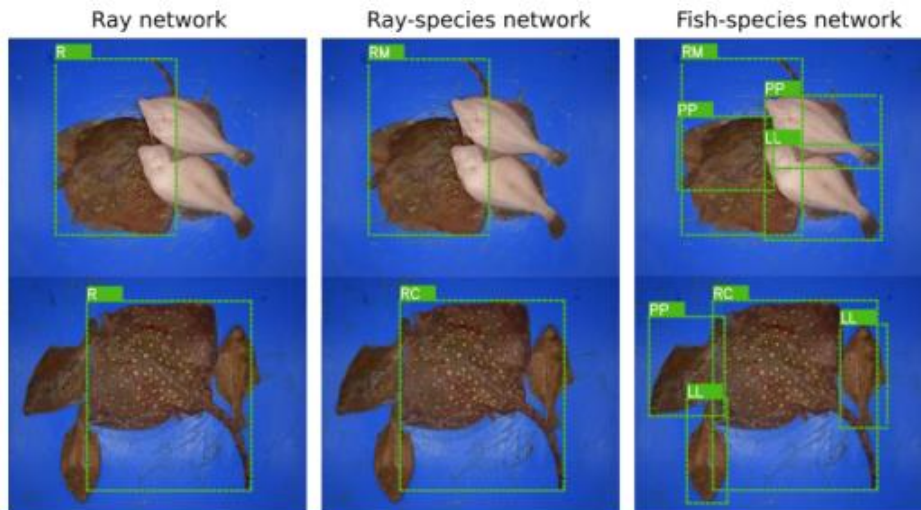 Ray network Ray-species network Fish-species network
R RM RM
PP
PP
LL
R RC RC
PP LL
LL